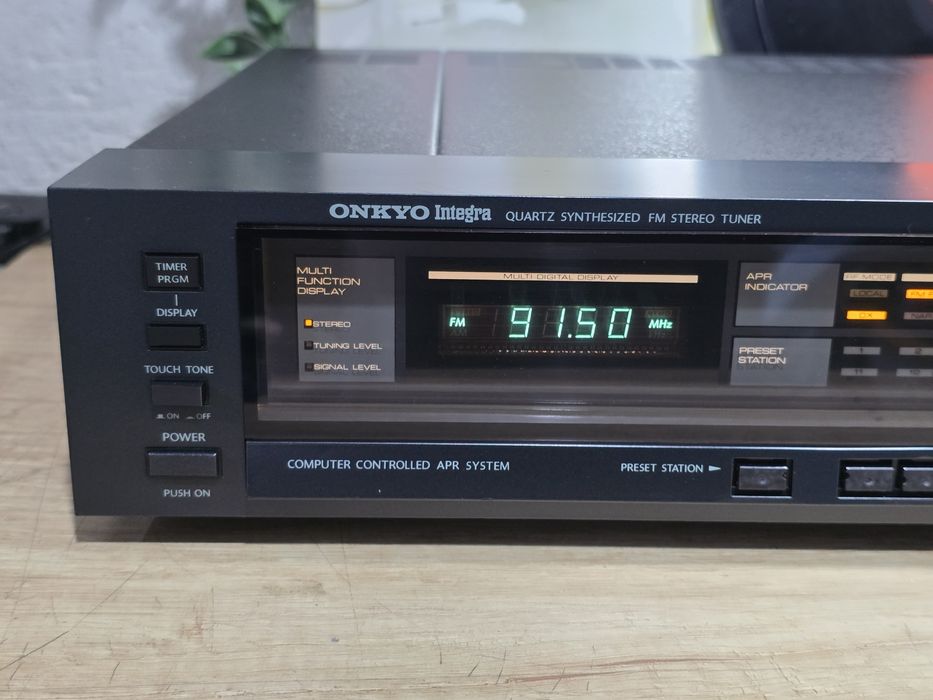 ONKYO Integra QUARTZ SYNTHESIZED FM STEREO TUNER
TIMER
PRGM
DISPLAY
TOUCH TONE
ON OFF
POWER
PUSH ON
MULTI
FUNCTION
DISPLAY
STEREO
TUNING LEVEL
SIGNAL LEVEL
MULTI DIGITAL DISPLAY
FM 91.50 MHz
APR
INDICATOR
RF MODE
LOCAL
DX
PRESET
STATION
1 2
11 12
COMPUTER CONTROLLED APR SYSTEM
PRESET STATION